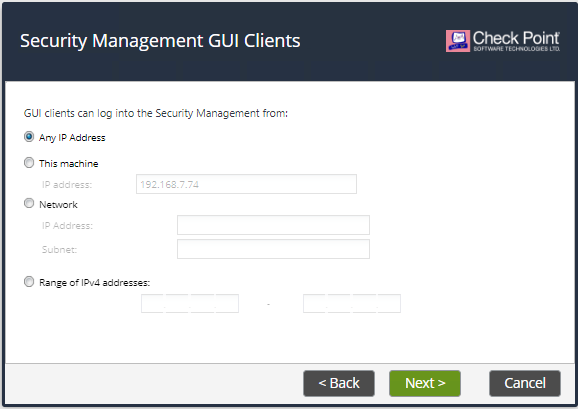 Security Management GUI Clients
Check Point
SOFTWARE TECHNOLOGIES LTD.
GUI clients can log into the Security Management from:
Any IP Address
This machine
IP address: 192.168.7.74
Network
IP Address:
Subnet:
Range of IPv4 addresses:
-
< Back Next > Cancel